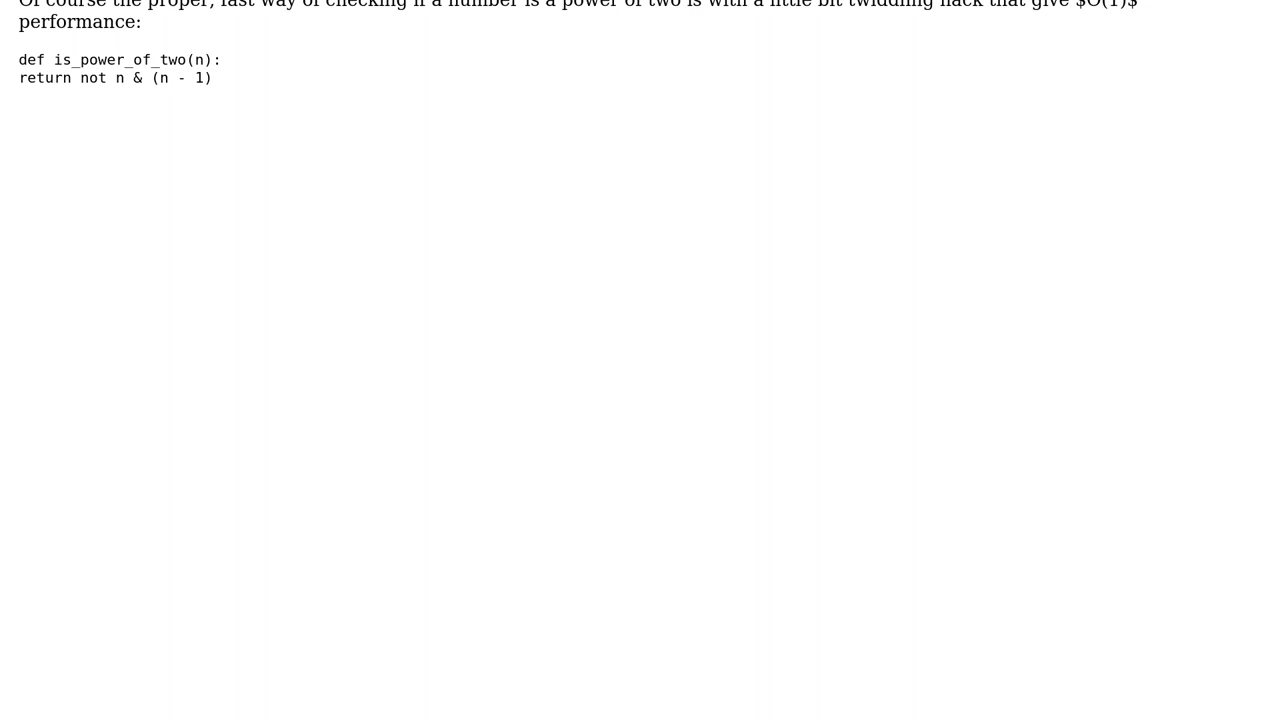 Of course the proper, fast way of checking if a number is a power of two is with a little bit twiddling hack that give $O(1)$
performance:
def is_power_of_two(n):
return not n & (n - 1)